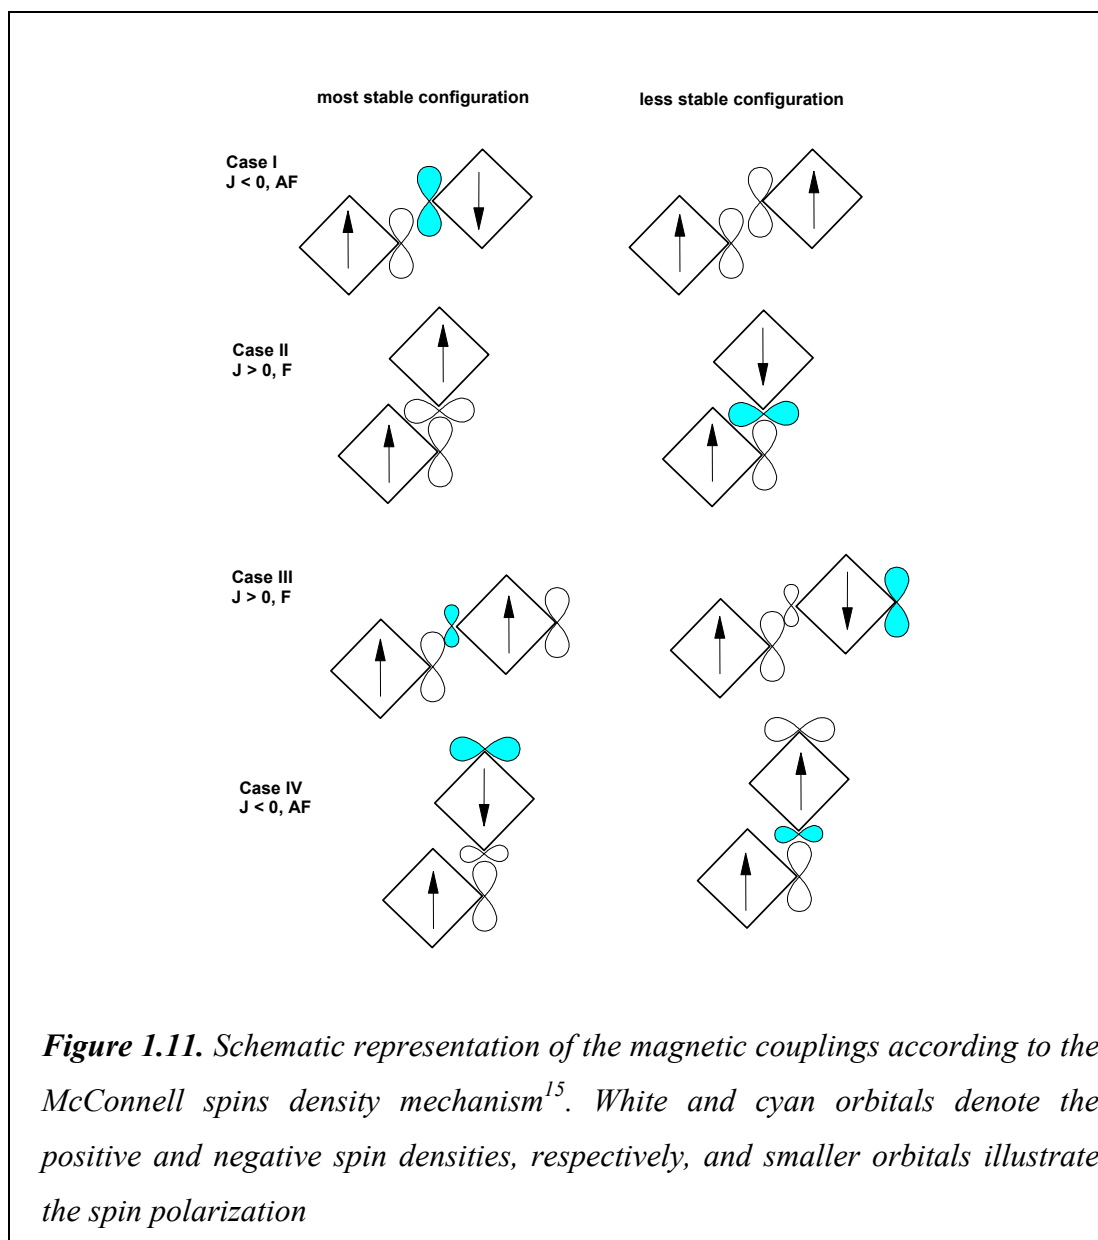 most stable configuration
less stable configuration
Case I
J < 0, AF
Case II
J > 0, F
Case III
J > 0, F
Case IV
J < 0, AF
Figure 1.11. Schematic representation of the magnetic couplings according to the
McConnell spins density mechanism15. White and cyan orbitals denote the
positive and negative spin densities, respectively, and smaller orbitals illustrate
the spin polarization